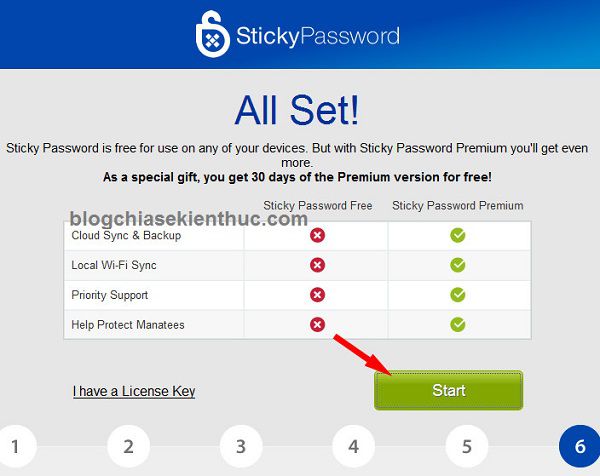 StickyPassword
All Set!
Sticky Password is free for use on any of your devices. But with Sticky Password Premium you'll get even
more.
As a special gift, you get 30 days of the Premium version for free!
Sticky Password Free Sticky Password Premium
blogchiasekienthuc.com
Cloud Sync & Backup
Local Wi-Fi Sync
Priority Support
Help Protect Manatees
I have a License Key Start
1 2 3 4 5 6